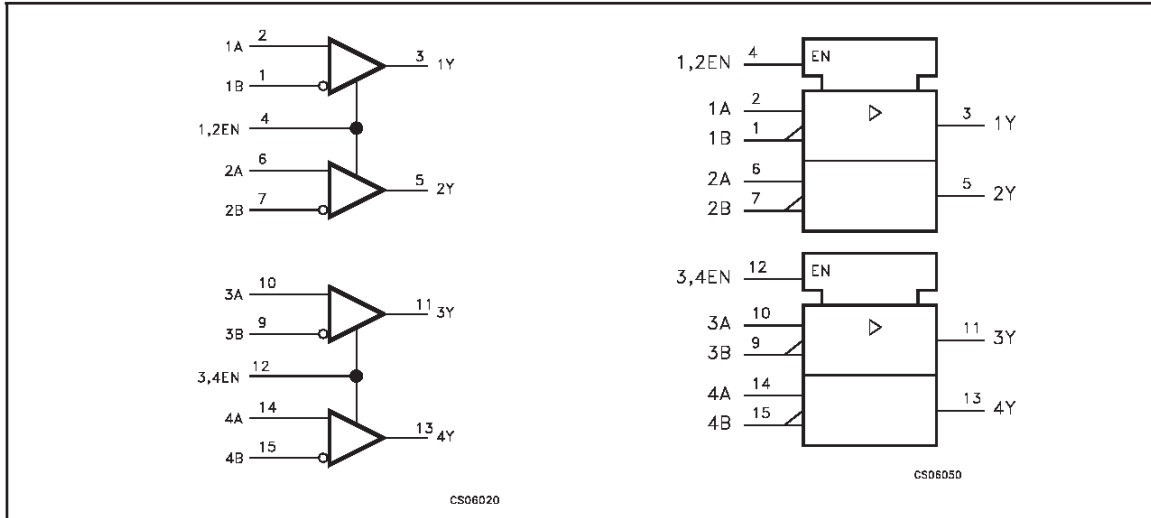 1A 2
3 1Y
1B 1
1,2EN 4
2A 6
5 2Y
2B 7
3A 10
11 3Y
3B 9
3,4EN 12
4A 14
13 4Y
4B 15
CS06020
1,2EN 4 EN
1A 2
3 1Y
1B 1
2A 6
5 2Y
2B 7
3,4EN 12 EN
3A 10
11 3Y
3B 9
4A 14
13 4Y
4B 15
CS06050